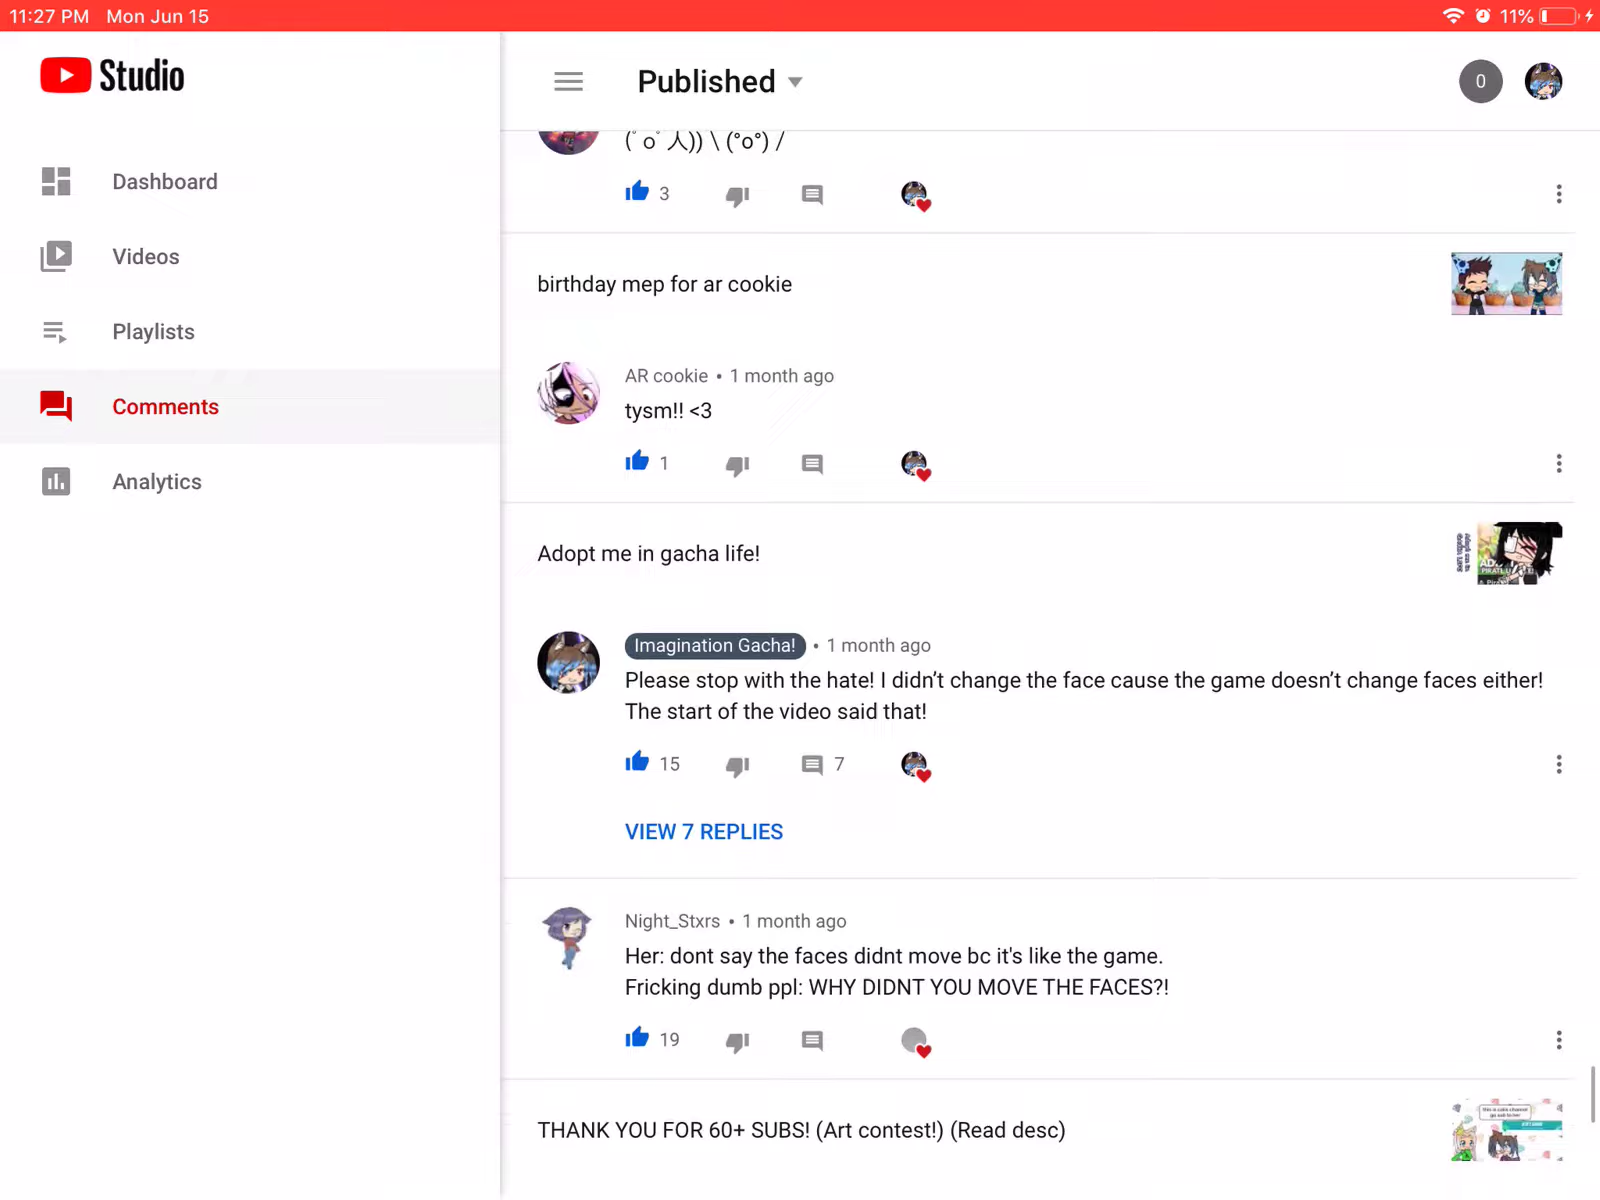 11:27 PM Mon Jun 15
11%
Studio
Published
0
Dashboard
Videos
Playlists
Comments
Analytics
(ﾟoﾟ人)) \ (°o°) /
3
birthday mep for ar cookie
AR cookie • 1 month ago
tysm!! <3
1
Adopt me in gacha life!
Imagination Gacha! • 1 month ago
Please stop with the hate! I didn’t change the face cause the game doesn’t change faces either!
The start of the video said that!
15 7
VIEW 7 REPLIES
Night_Stxrs • 1 month ago
Her: dont say the faces didnt move bc it's like the game.
Fricking dumb ppl: WHY DIDNT YOU MOVE THE FACES?!
19
THANK YOU FOR 60+ SUBS! (Art contest!) (Read desc)